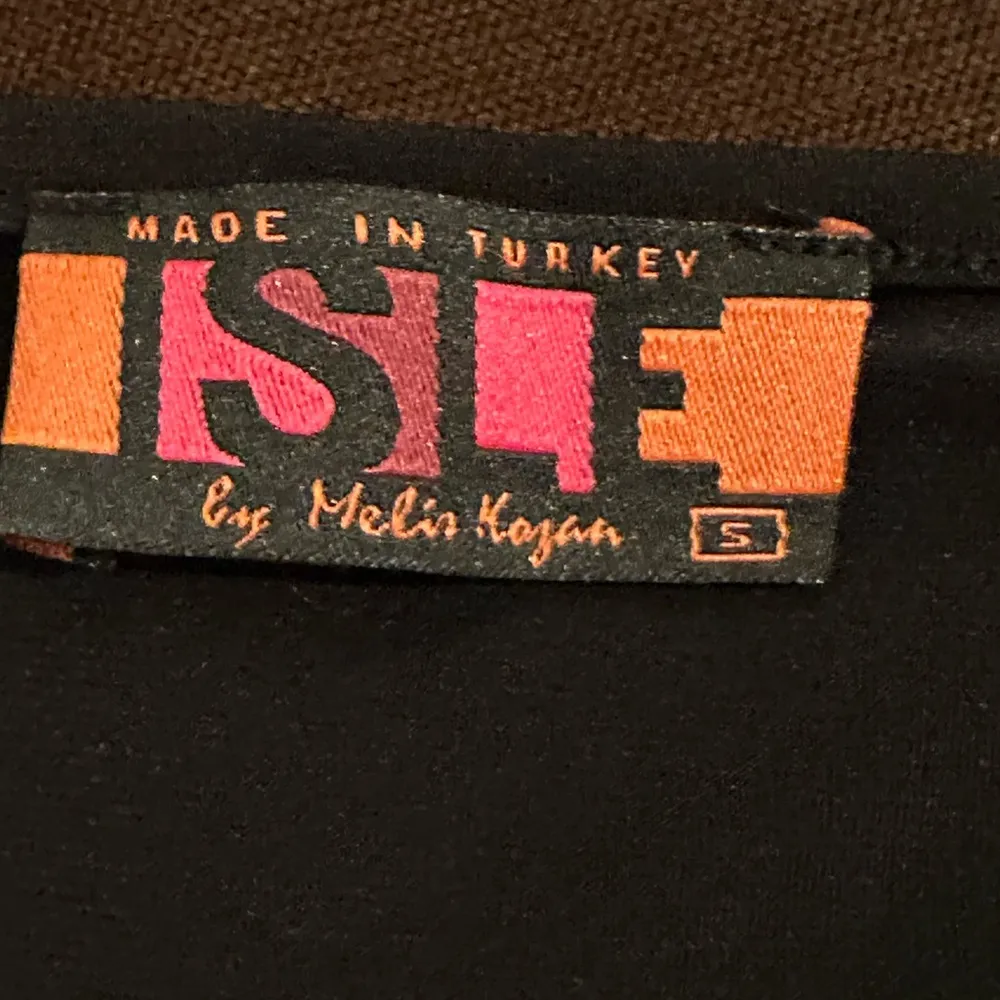 MADE IN TURKEY
ISLE
by Melis Kozan
S